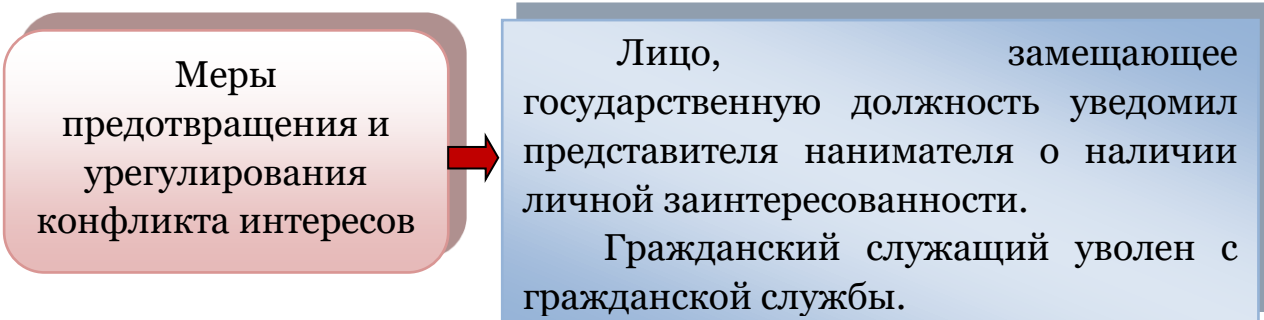 Меры
предотвращения и
урегулирования
конфликта интересов
Лицо, замещающее
государственную должность уведомил
представителя нанимателя о наличии
личной заинтересованности.
Гражданский служащий уволен с
гражданской службы.